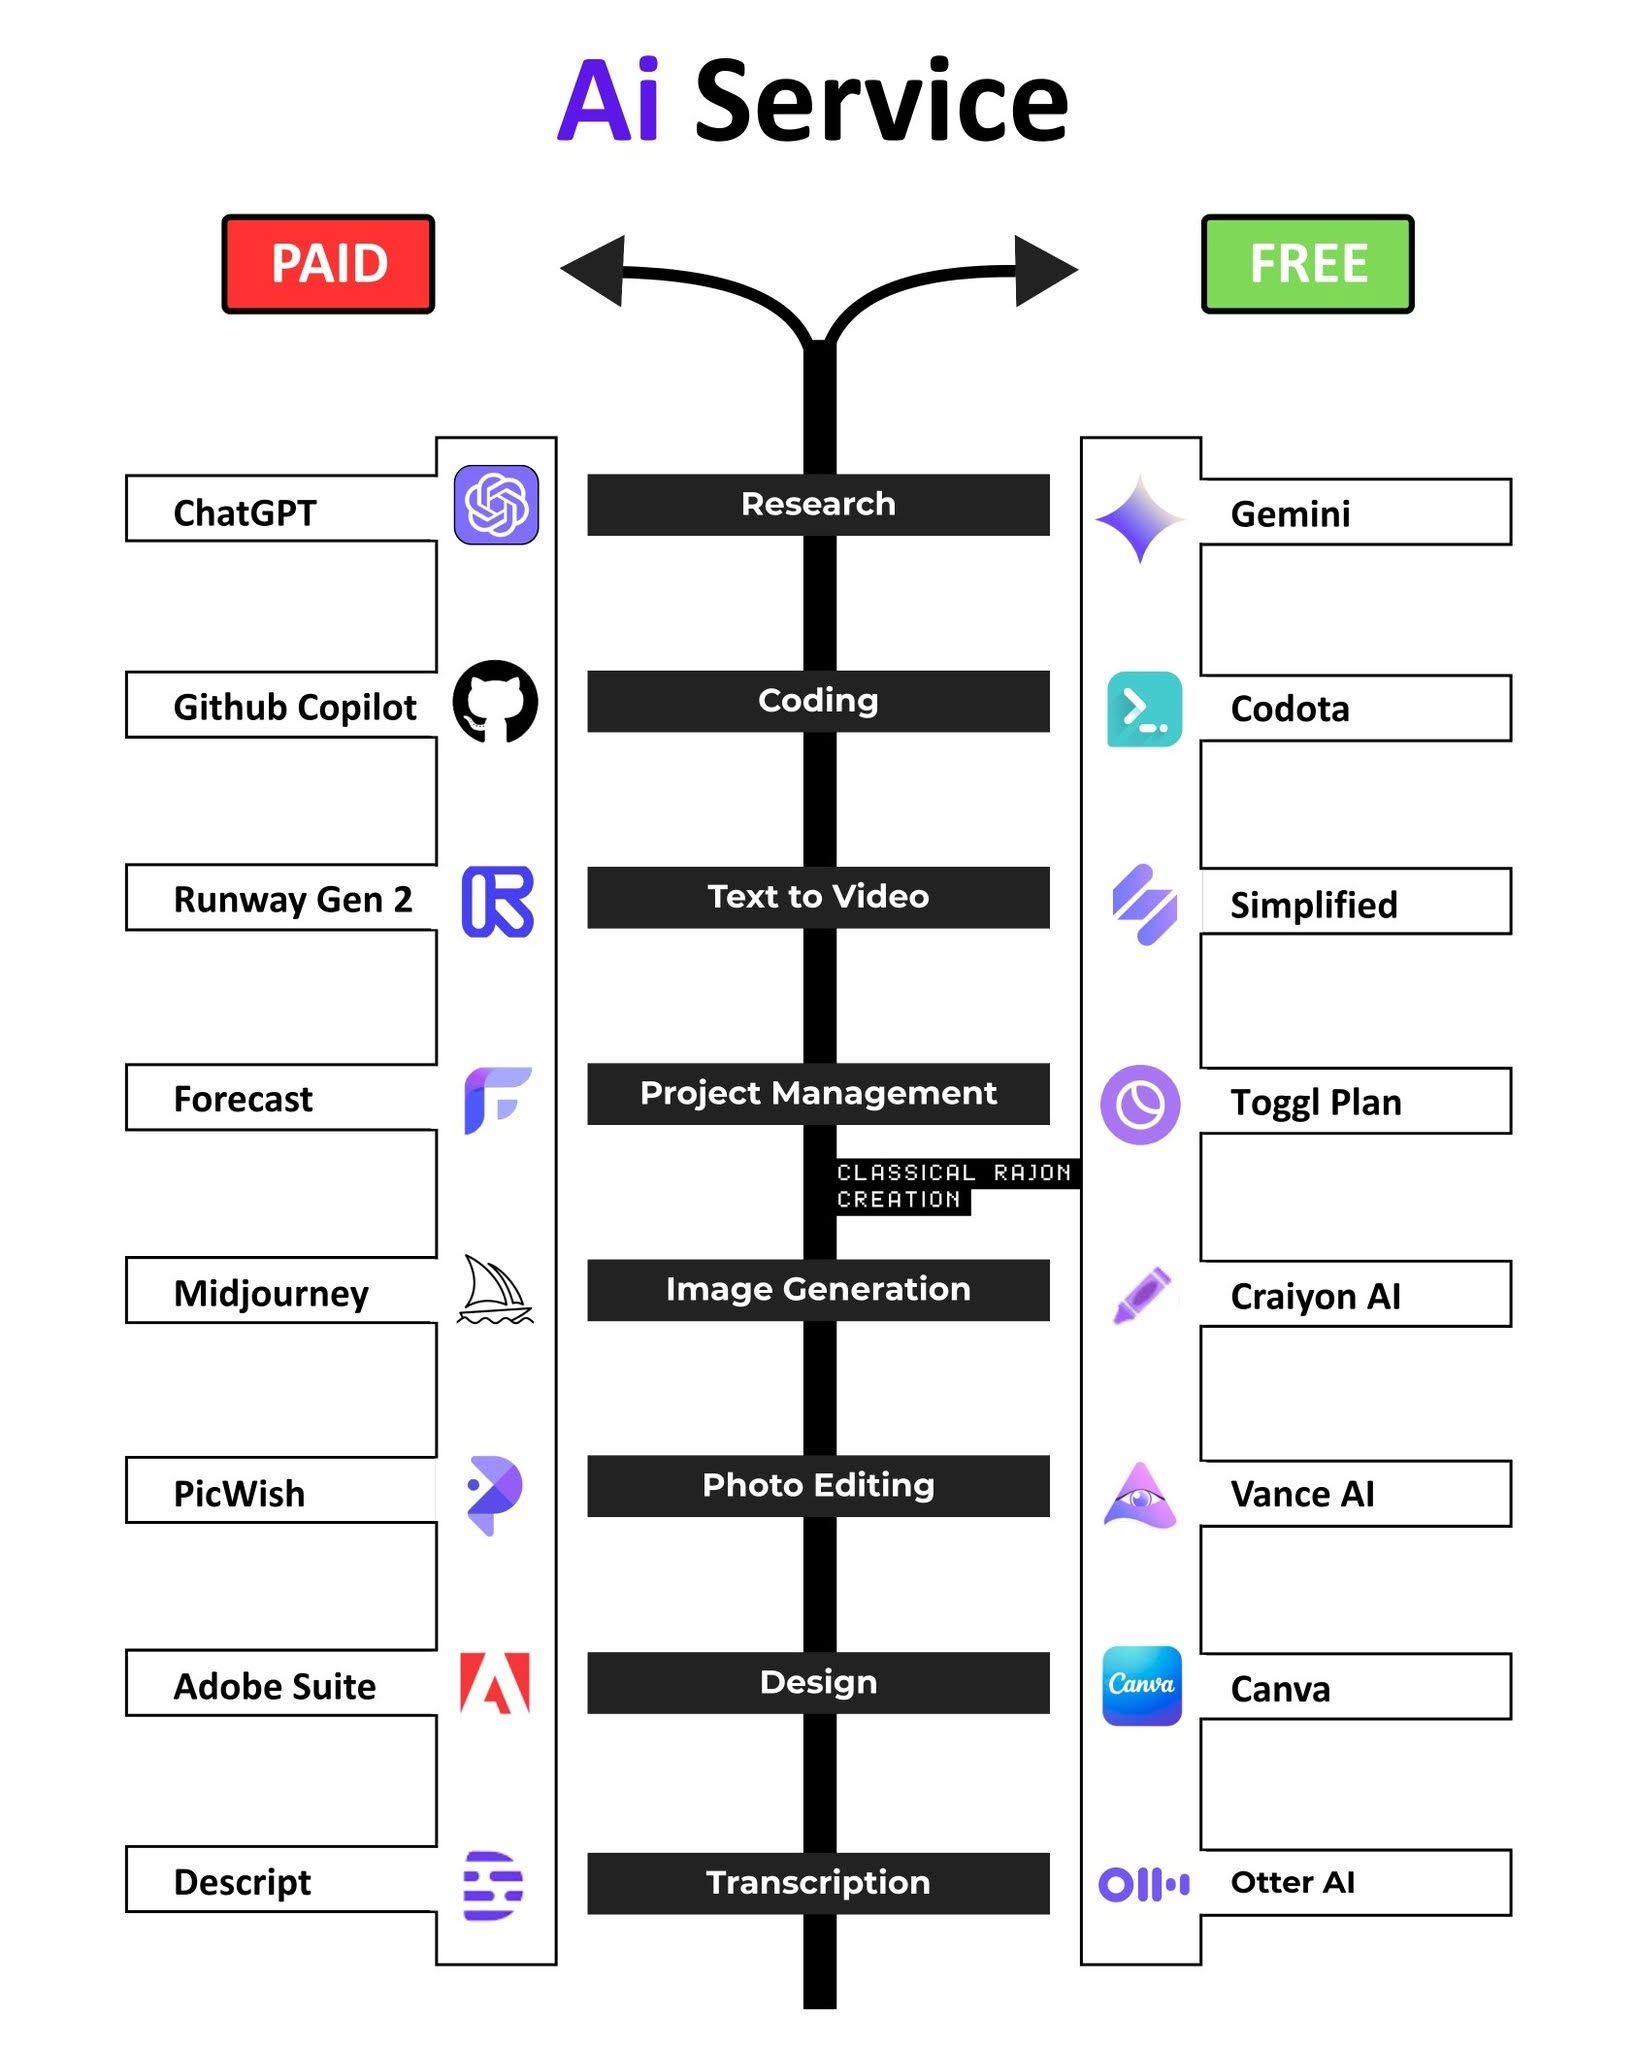 Ai Service
PAID
FREE
ChatGPT
Research
Gemini
Github Copilot
Coding
Codota
Runway Gen 2
Text to Video
Simplified
Forecast
Project Management
Toggl Plan
CLASSICAL RAJON
CREATION
Midjourney
Image Generation
Craiyon AI
PicWish
Photo Editing
Vance AI
Adobe Suite
Design
Canva
Canva
Descript
Transcription
Otter AI